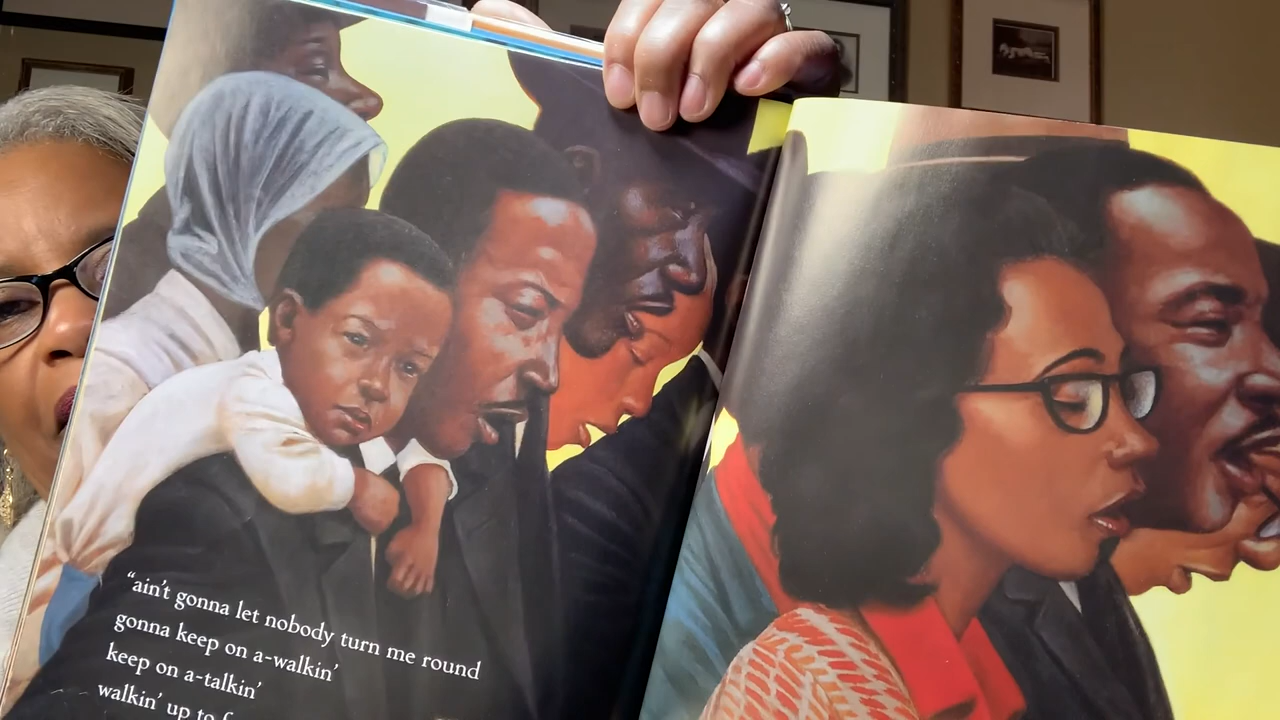 “ain’t gonna let nobody turn me round
gonna keep on a-walkin’
keep on a-talkin’
walkin’ up to